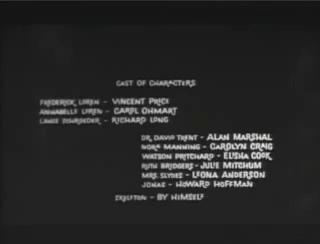 CAST OF CHARACTERS
FREDERICK LOREN - VINCENT PRICE
ANNABELLE LOREN - CAROL OHMART
LANCE SCHROEDER - RICHARD LONG
DR. DAVID TRENT - ALAN MARSHAL
NORA MANNING - CAROLYN CRAIG
WATSON PRITCHARD - ELISHA COOK
RUTH BRIDGERS - JULIE MITCHUM
MRS. SLYDES - LEONA ANDERSON
JONAS - HOWARD HOFFMAN
SKELETON - BY HIMSELF